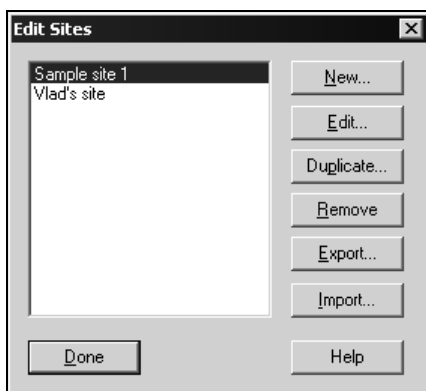 Edit Sites
Sample site 1
Vlad's site
New...
Edit...
Duplicate...
Remove
Export...
Import...
Done
Help